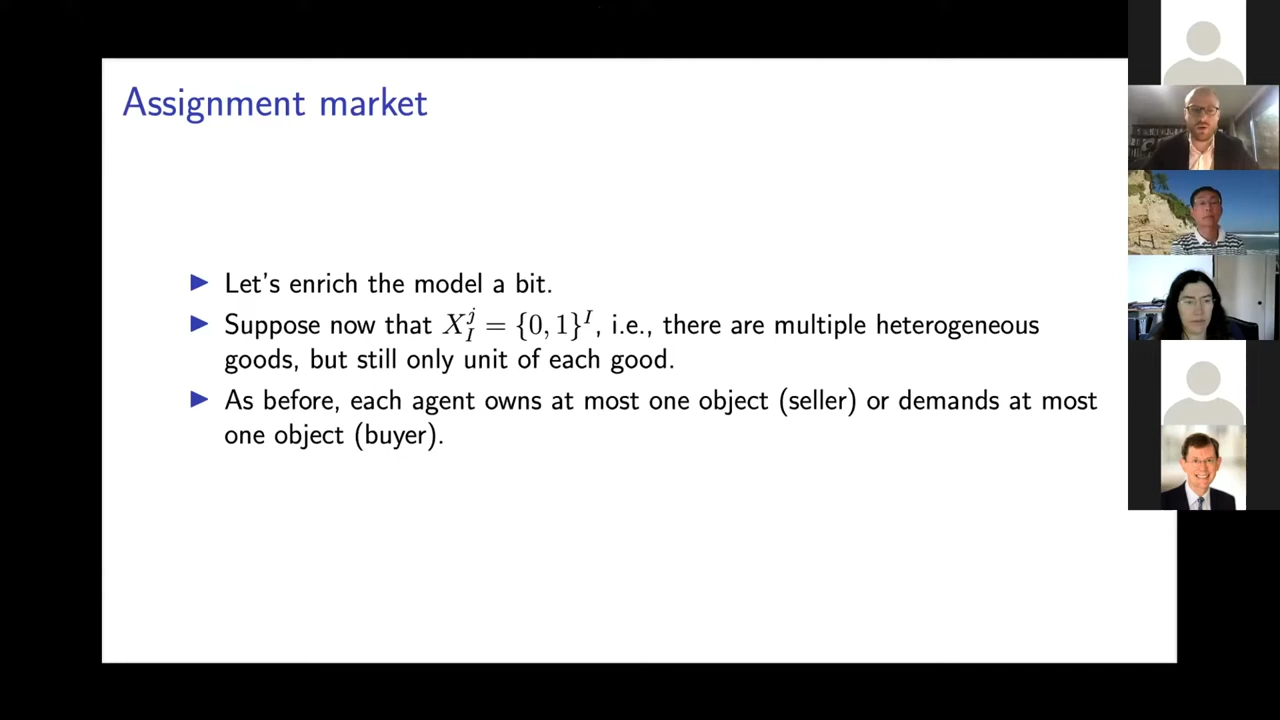 Assignment market
▶ Let's enrich the model a bit.
▶ Suppose now that $X_I^j = \{0, 1\}^I$, i.e., there are multiple heterogeneous
goods, but still only unit of each good.
▶ As before, each agent owns at most one object (seller) or demands at most
one object (buyer).